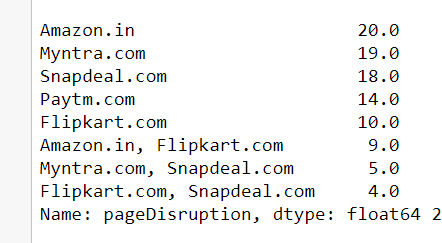 Amazon.in 20.0
Myntra.com 19.0
Snapdeal.com 18.0
Paytm.com 14.0
Flipkart.com 10.0
Amazon.in, Flipkart.com 9.0
Myntra.com, Snapdeal.com 5.0
Flipkart.com, Snapdeal.com 4.0
Name: pageDisruption, dtype: float64 2